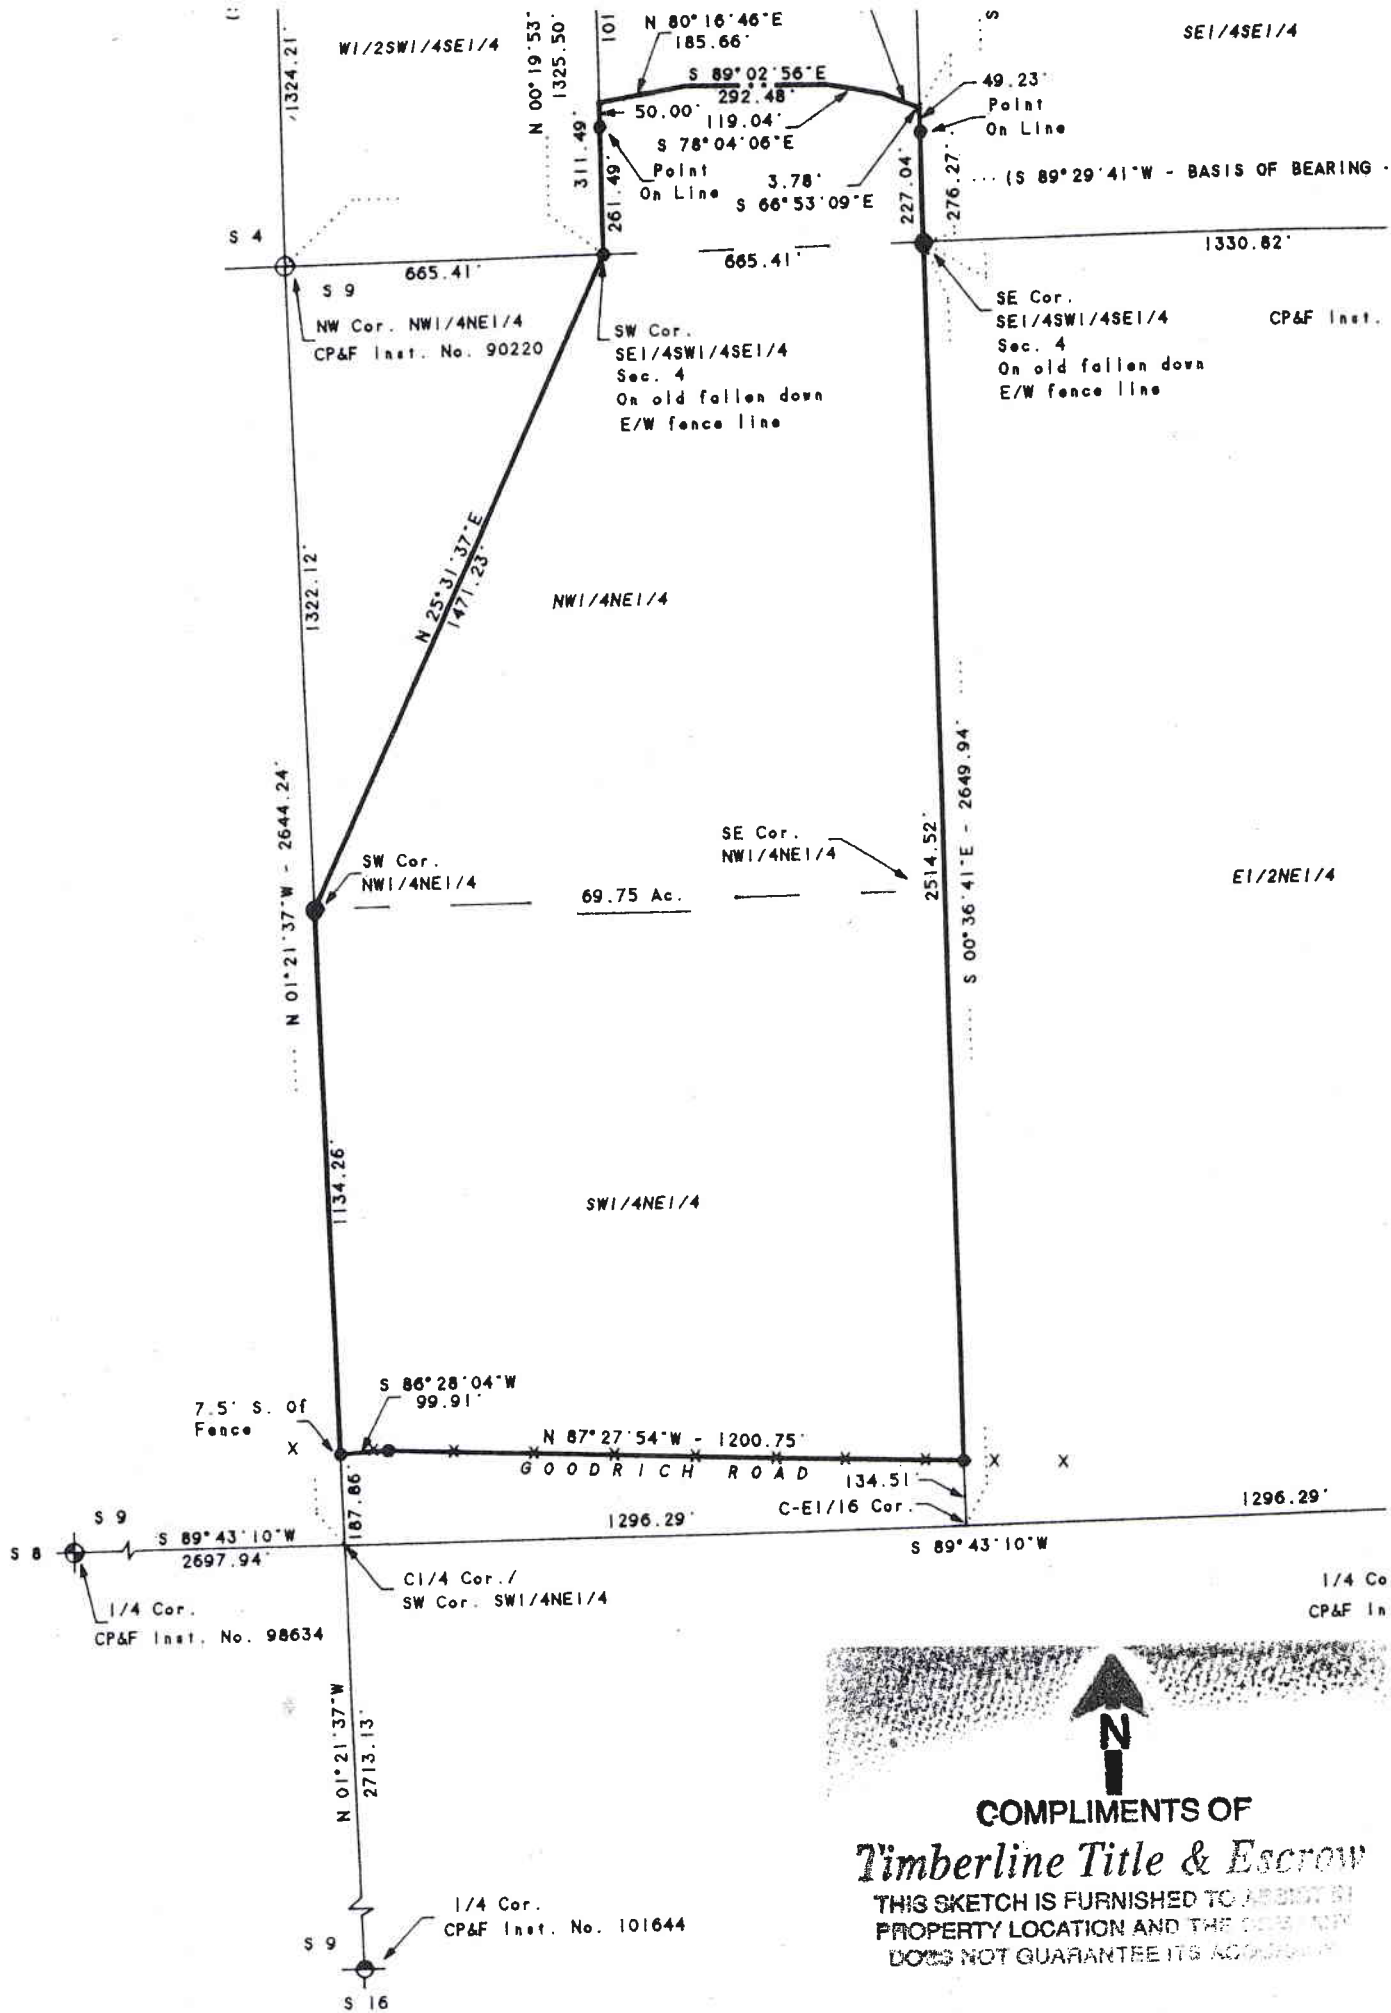 1324.21'
W1/2SW1/4SE1/4
N 00°19'53"
1325.50'
101
N 80°16'46"E
185.66'
S
SE1/4SE1/4
S 89°02'56"E
292.48'
50.00'
119.04'
S 78°04'06"E
49.23'
Point
On Line
311.49'
261.49'
Point
On Line
3.78'
S 66°53'09"E
227.04'
276.27'
(S 89°29'41"W - BASIS OF BEARING -
S 4
665.41'
665.41'
1330.82'
S 9
NW Cor. NW1/4NE1/4
CP&F Inst. No. 90220
SW Cor.
SE1/4SW1/4SE1/4
Sec. 4
On old fallen down
E/W fence line
SE Cor.
SE1/4SW1/4SE1/4
Sec. 4
On old fallen down
E/W fence line
CP&F Inst.
1322.12'
N 25°31'37"E
1471.23'
NW1/4NE1/4
N 01°21'37"W - 2644.24'
S 00°36'41"E - 2649.94'
2514.52'
SE Cor.
NW1/4NE1/4
SW Cor.
NW1/4NE1/4
69.75 Ac.
E1/2NE1/4
1134.26'
SW1/4NE1/4
S 86°28'04"W
99.91'
7.5' S. Of
Fence
X X X X X X X X X X X
N 87°27'54"W - 1200.75'
GOODRICH ROAD
134.51'
C-E1/16 Cor.
187.86'
1296.29'
1296.29'
S 9
S 8
S 89°43'10"W
2697.94'
S 89°43'10"W
C1/4 Cor./
SW Cor. SW1/4NE1/4
1/4 Cor.
CP&F Inst. No. 98634
1/4 Co
CP&F In
N 01°21'37"W
2713.13'
N
COMPLIMENTS OF
Timberline Title & Escrow
THIS SKETCH IS FURNISHED TO
PROPERTY LOCATION AND THE
DOES NOT GUARANTEE ITS
1/4 Cor.
CP&F Inst. No. 101644
S 9
S 16